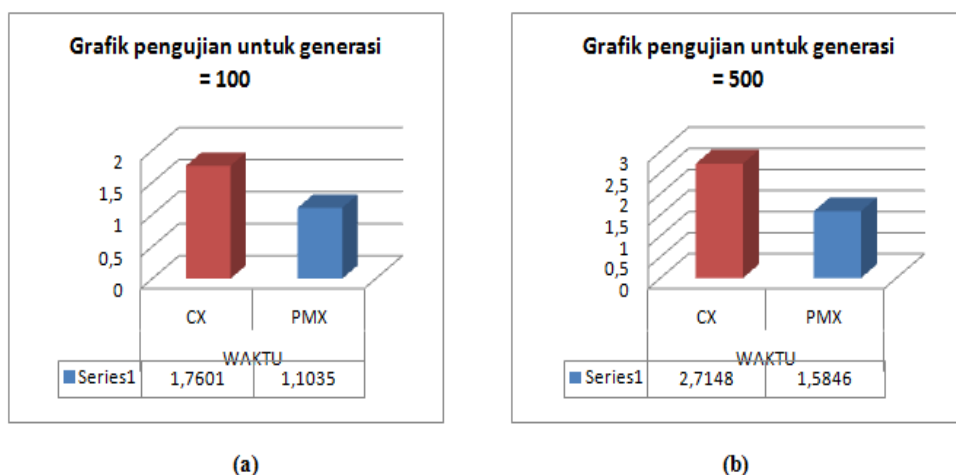 Grafik pengujian untuk generasi
= 100
2
1,5
1
0,5
0
CX PMX
WAKTU
Series1 1,7601 1,1035
(a)
Grafik pengujian untuk generasi
= 500
3
2,5
2
1,5
1
0,5
0
CX PMX
WAKTU
Series1 2,7148 1,5846
(b)